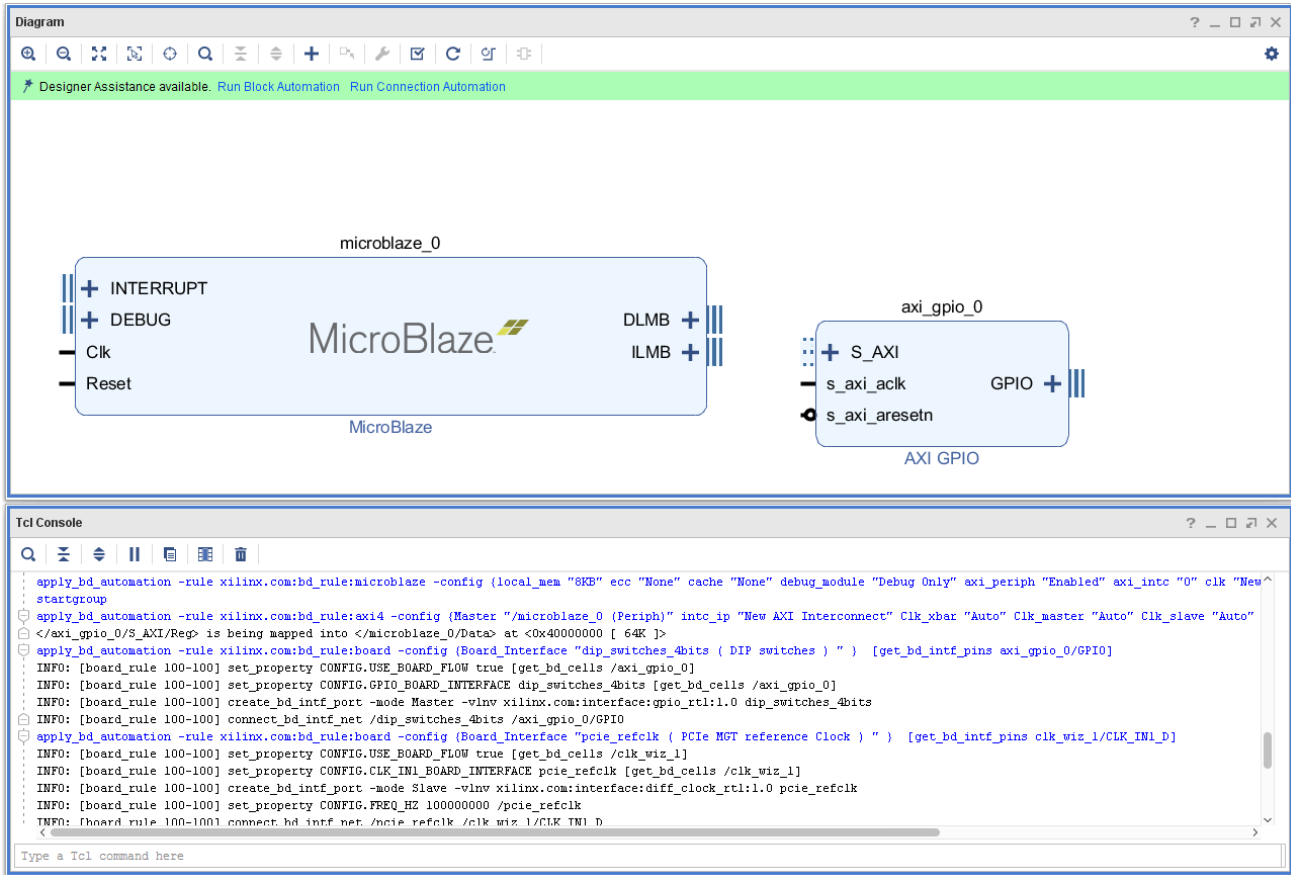 Diagram
Designer Assistance available. Run Block Automation Run Connection Automation
microblaze_0
INTERRUPT
DEBUG
Clk
Reset
MicroBlaze
DLMB
ILMB
MicroBlaze
axi_gpio_0
S_AXI
s_axi_aclk
s_axi_aresetn
GPIO
AXI GPIO
Tcl Console
apply_bd_automation -rule xilinx.com:bd_rule:microblaze -config {local_mem "8KB" ecc "None" cache "None" debug_module "Debug Only" axi_periph "Enabled" axi_intc "0" clk "New
startgroup
apply_bd_automation -rule xilinx.com:bd_rule:axi4 -config {Master "/microblaze_0 (Periph)" intc_ip "New AXI Interconnect" Clk_xbar "Auto" Clk_master "Auto" Clk_slave "Auto"
</axi_gpio_0/S_AXI/Reg> is being mapped into </microblaze_0/Data> at <0x40000000 [ 64K ]>
apply_bd_automation -rule xilinx.com:bd_rule:board -config {Board_Interface "dip_switches_4bits ( DIP switches ) " } [get_bd_intf_pins axi_gpio_0/GPIO]
INFO: [board_rule 100-100] set_property CONFIG.USE_BOARD_FLOW true [get_bd_cells /axi_gpio_0]
INFO: [board_rule 100-100] set_property CONFIG.GPIO_BOARD_INTERFACE dip_switches_4bits [get_bd_cells /axi_gpio_0]
INFO: [board_rule 100-100] create_bd_intf_port -mode Master -vlnv xilinx.com:interface:gpio_rtl:1.0 dip_switches_4bits
INFO: [board_rule 100-100] connect_bd_intf_net /dip_switches_4bits /axi_gpio_0/GPIO
apply_bd_automation -rule xilinx.com:bd_rule:board -config {Board_Interface "pcie_refclk ( PCIe MGT reference Clock ) " } [get_bd_intf_pins clk_wiz_1/CLK_IN1_D]
INFO: [board_rule 100-100] set_property CONFIG.USE_BOARD_FLOW true [get_bd_cells /clk_wiz_1]
INFO: [board_rule 100-100] set_property CONFIG.CLK_IN1_BOARD_INTERFACE pcie_refclk [get_bd_cells /clk_wiz_1]
INFO: [board_rule 100-100] create_bd_intf_port -mode Slave -vlnv xilinx.com:interface:diff_clock_rtl:1.0 pcie_refclk
INFO: [board_rule 100-100] set_property CONFIG.FREQ_HZ 100000000 /pcie_refclk
INFO: [board_rule 100-100] connect_bd_intf_net /pcie_refclk /clk_wiz_1/CLK_IN1_D
Type a Tcl command here